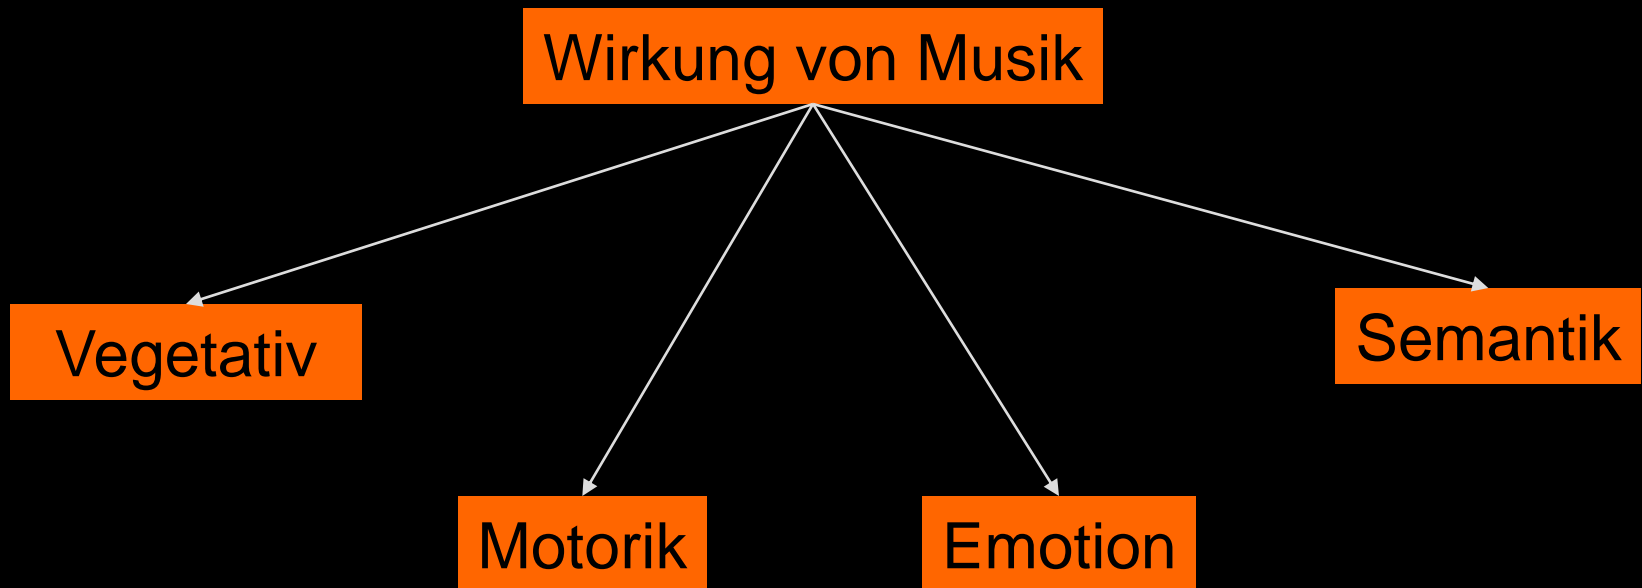 Wirkung von Musik
Vegetativ
Semantik
Motorik
Emotion